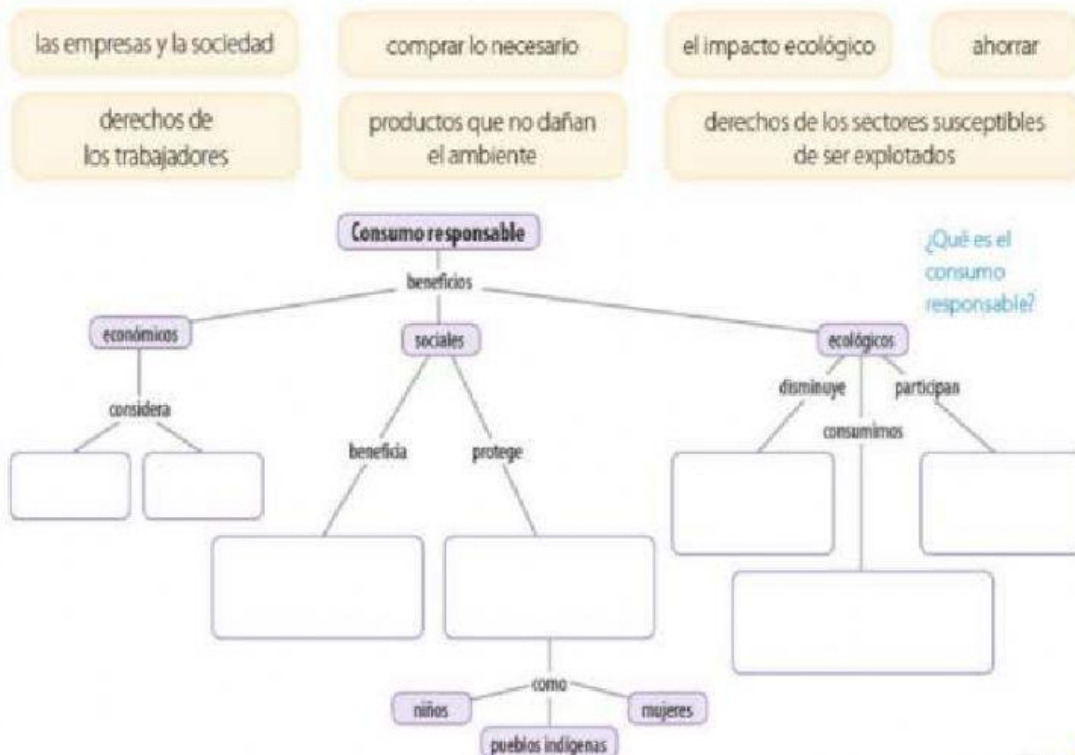 las empresas y la sociedad
comprar lo necesario
el impacto ecológico
ahorrar
derechos de
los trabajadores
productos que no dañan
el ambiente
derechos de los sectores susceptibles
de ser explotados
Consumo responsable
¿Qué es el
consumo
responsable?
beneficios
económicos
sociales
ecológicos
disminuye
participan
considera
consumimos
beneficia
protege
como
niños
mujeres
pueblos indígenas